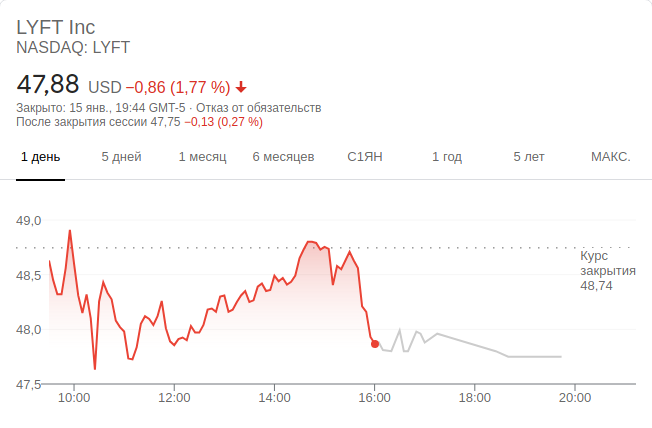 LYFT Inc
NASDAQ: LYFT
47,88 USD −0,86 (1,77 %)
Закрыто: 15 янв., 19:44 GMT-5 · Отказ от обязательств
После закрытия сессии 47,75 −0,13 (0,27 %)
1 день 5 дней 1 месяц 6 месяцев С1ЯН 1 год 5 лет МАКС.
49,0
48,5
48,0
47,5
Курс
закрытия
48,74
10:00 12:00 14:00 16:00 18:00 20:00